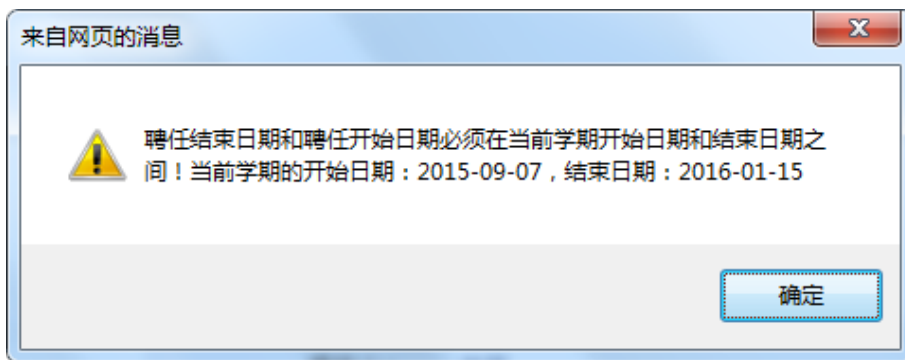 来自网页的消息
聘任结束日期和聘任开始日期必须在当前学期开始日期和结束日期之
间！当前学期的开始日期：2015-09-07，结束日期：2016-01-15
确定